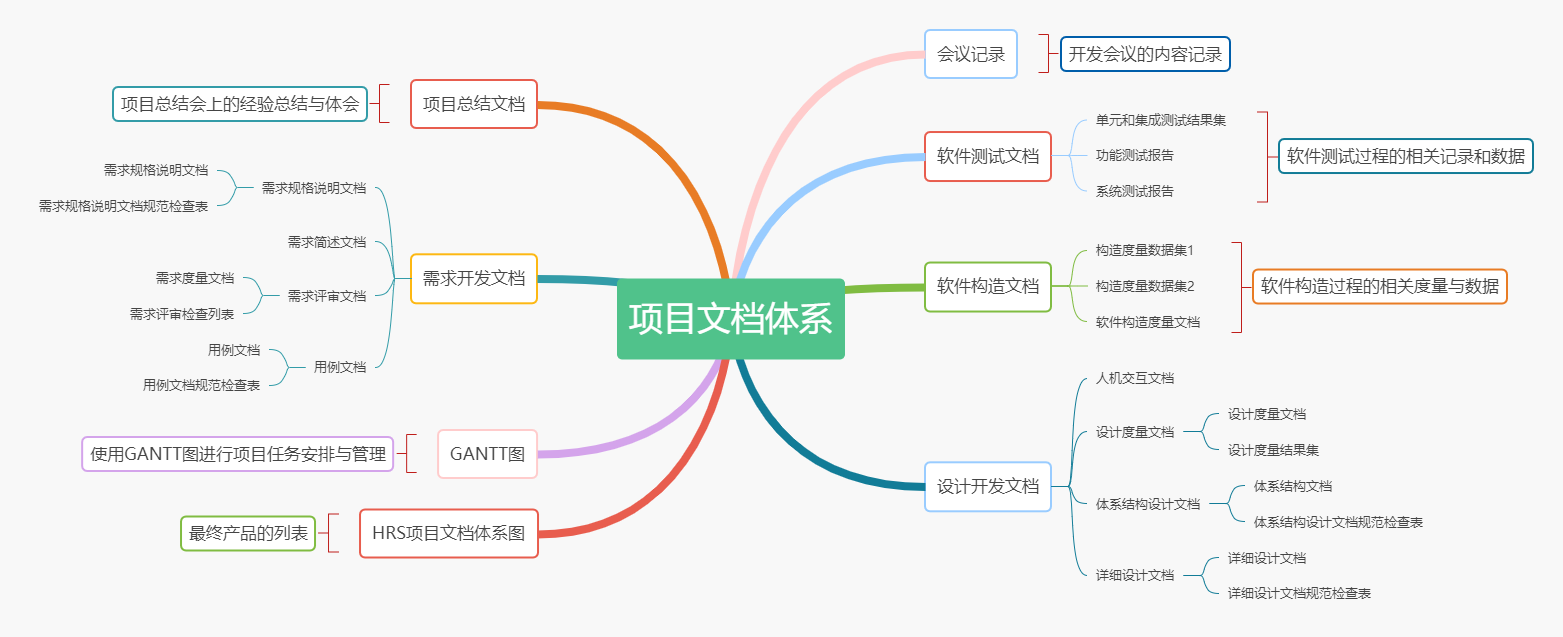 项目文档体系
会议记录
开发会议的内容记录
软件测试文档
单元和集成测试结果集
功能测试报告
系统测试报告
软件测试过程的相关记录和数据
软件构造文档
构造度量数据集1
构造度量数据集2
软件构造度量文档
软件构造过程的相关度量与数据
设计开发文档
人机交互文档
设计度量文档
设计度量文档
设计度量结果集
体系结构设计文档
体系结构文档
体系结构设计文档规范检查表
详细设计文档
详细设计文档
详细设计文档规范检查表
项目总结文档
项目总结会上的经验总结与体会
需求开发文档
需求规格说明文档
需求规格说明文档
需求规格说明文档规范检查表
需求简述文档
需求评审文档
需求度量文档
需求评审检查列表
用例文档
用例文档
用例文档规范检查表
GANTT图
使用GANTT图进行项目任务安排与管理
HRS项目文档体系图
最终产品的列表